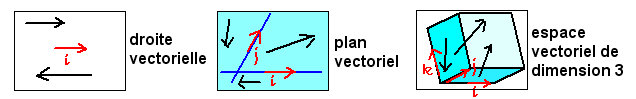 i
droite
vectorielle
j
i
plan
vectoriel
k
j
i
espace
vectoriel de
dimension 3